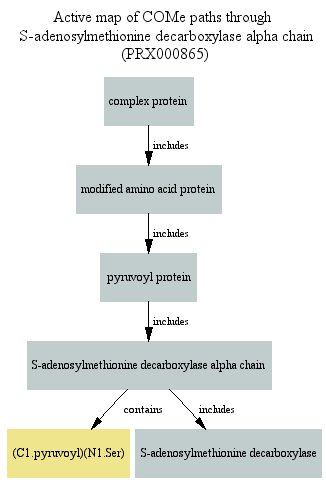 Active map of COMe paths through
S-adenosylmethionine decarboxylase alpha chain
(PRX000865)
complex protein
includes
modified amino acid protein
includes
pyruvoyl protein
includes
S-adenosylmethionine decarboxylase alpha chain
contains includes
(C1.pyruvoyl)(N1.Ser) S-adenosylmethionine decarboxylase